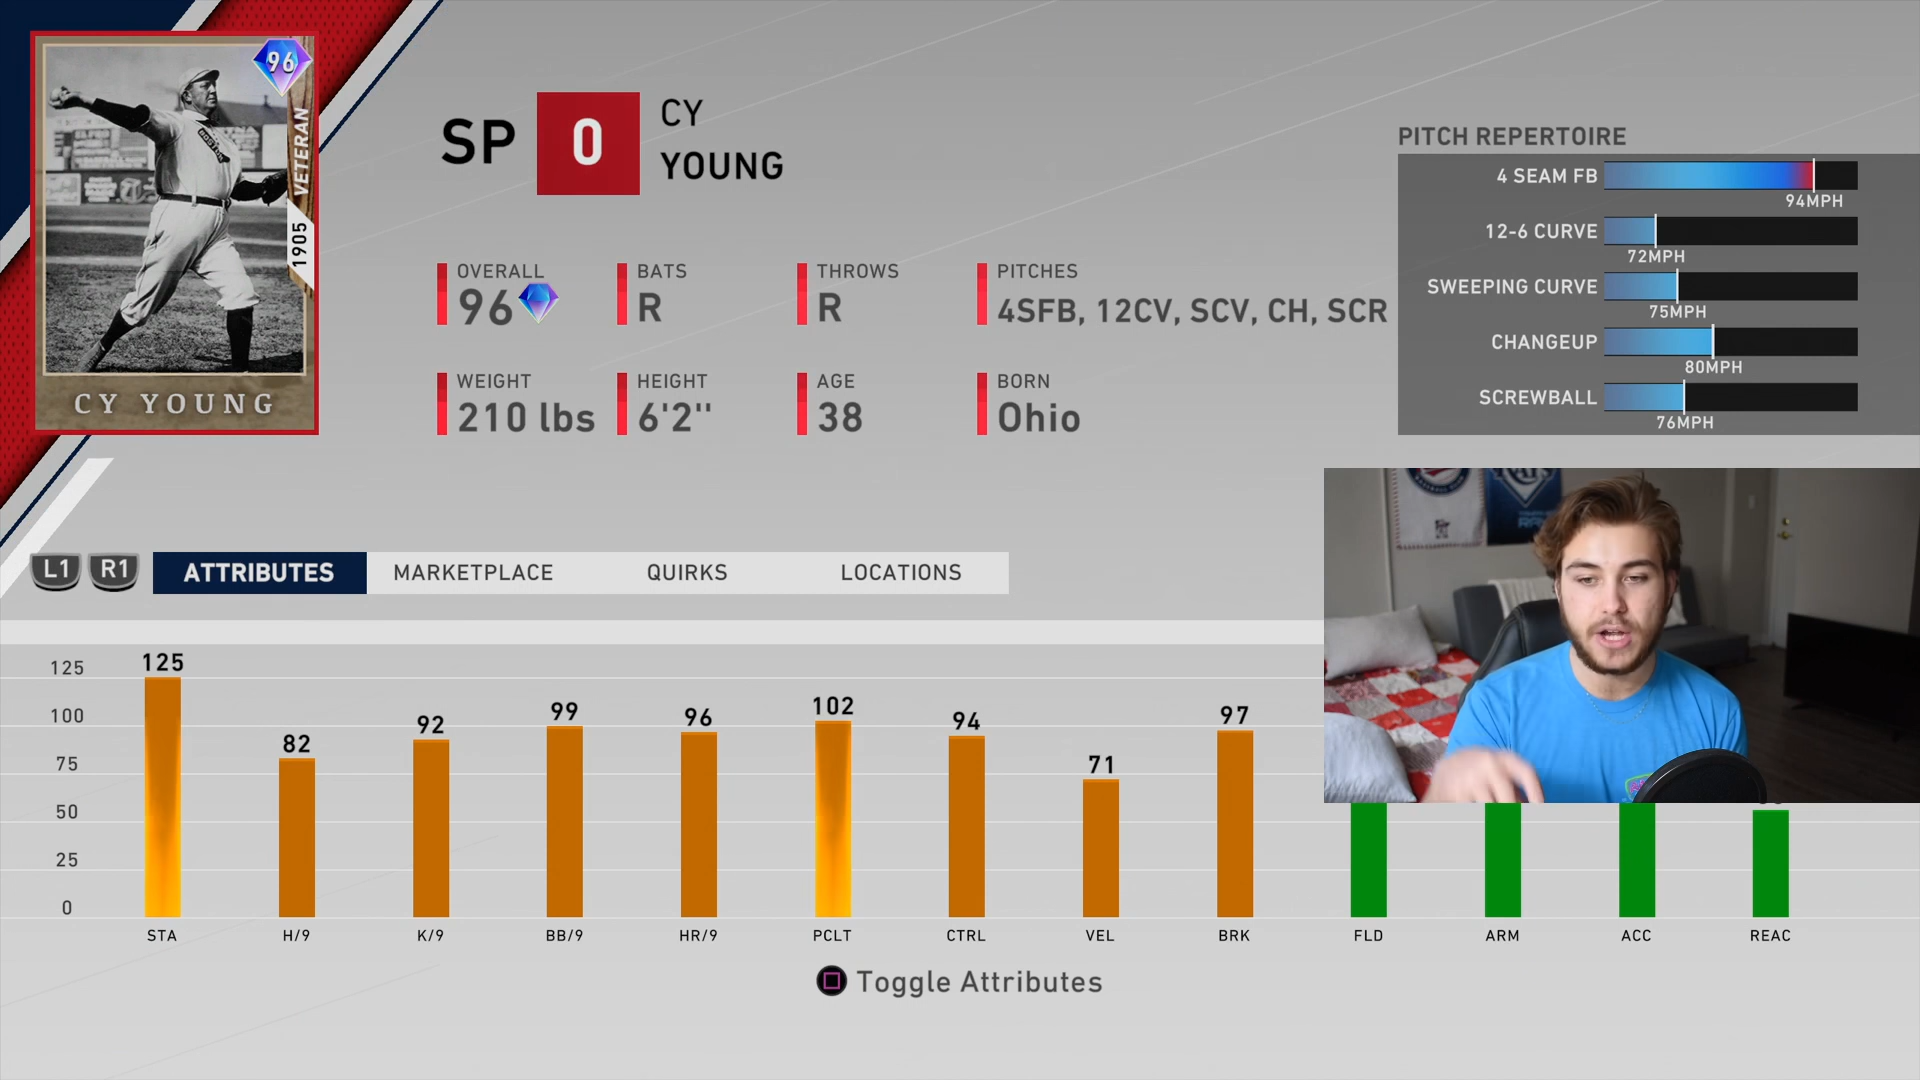 96
VETERAN
1905
BOSTON
CY YOUNG
SP
0
CY
YOUNG
OVERALL
96
BATS
R
THROWS
R
PITCHES
4SFB, 12CV, SCV, CH, SCR
WEIGHT
210 lbs
HEIGHT
6'2"
AGE
38
BORN
Ohio
PITCH REPERTOIRE
4 SEAM FB
94MPH
12-6 CURVE
72MPH
SWEEPING CURVE
75MPH
CHANGEUP
80MPH
SCREWBALL
76MPH
RAYS
L1 R1 ATTRIBUTES MARKETPLACE QUIRKS LOCATIONS
125
100
75
50
25
0
125 82 92 99 96 102 94 71 97
STA H/9 K/9 BB/9 HR/9 PCLT CTRL VEL BRK FLD ARM ACC REAC
Toggle Attributes